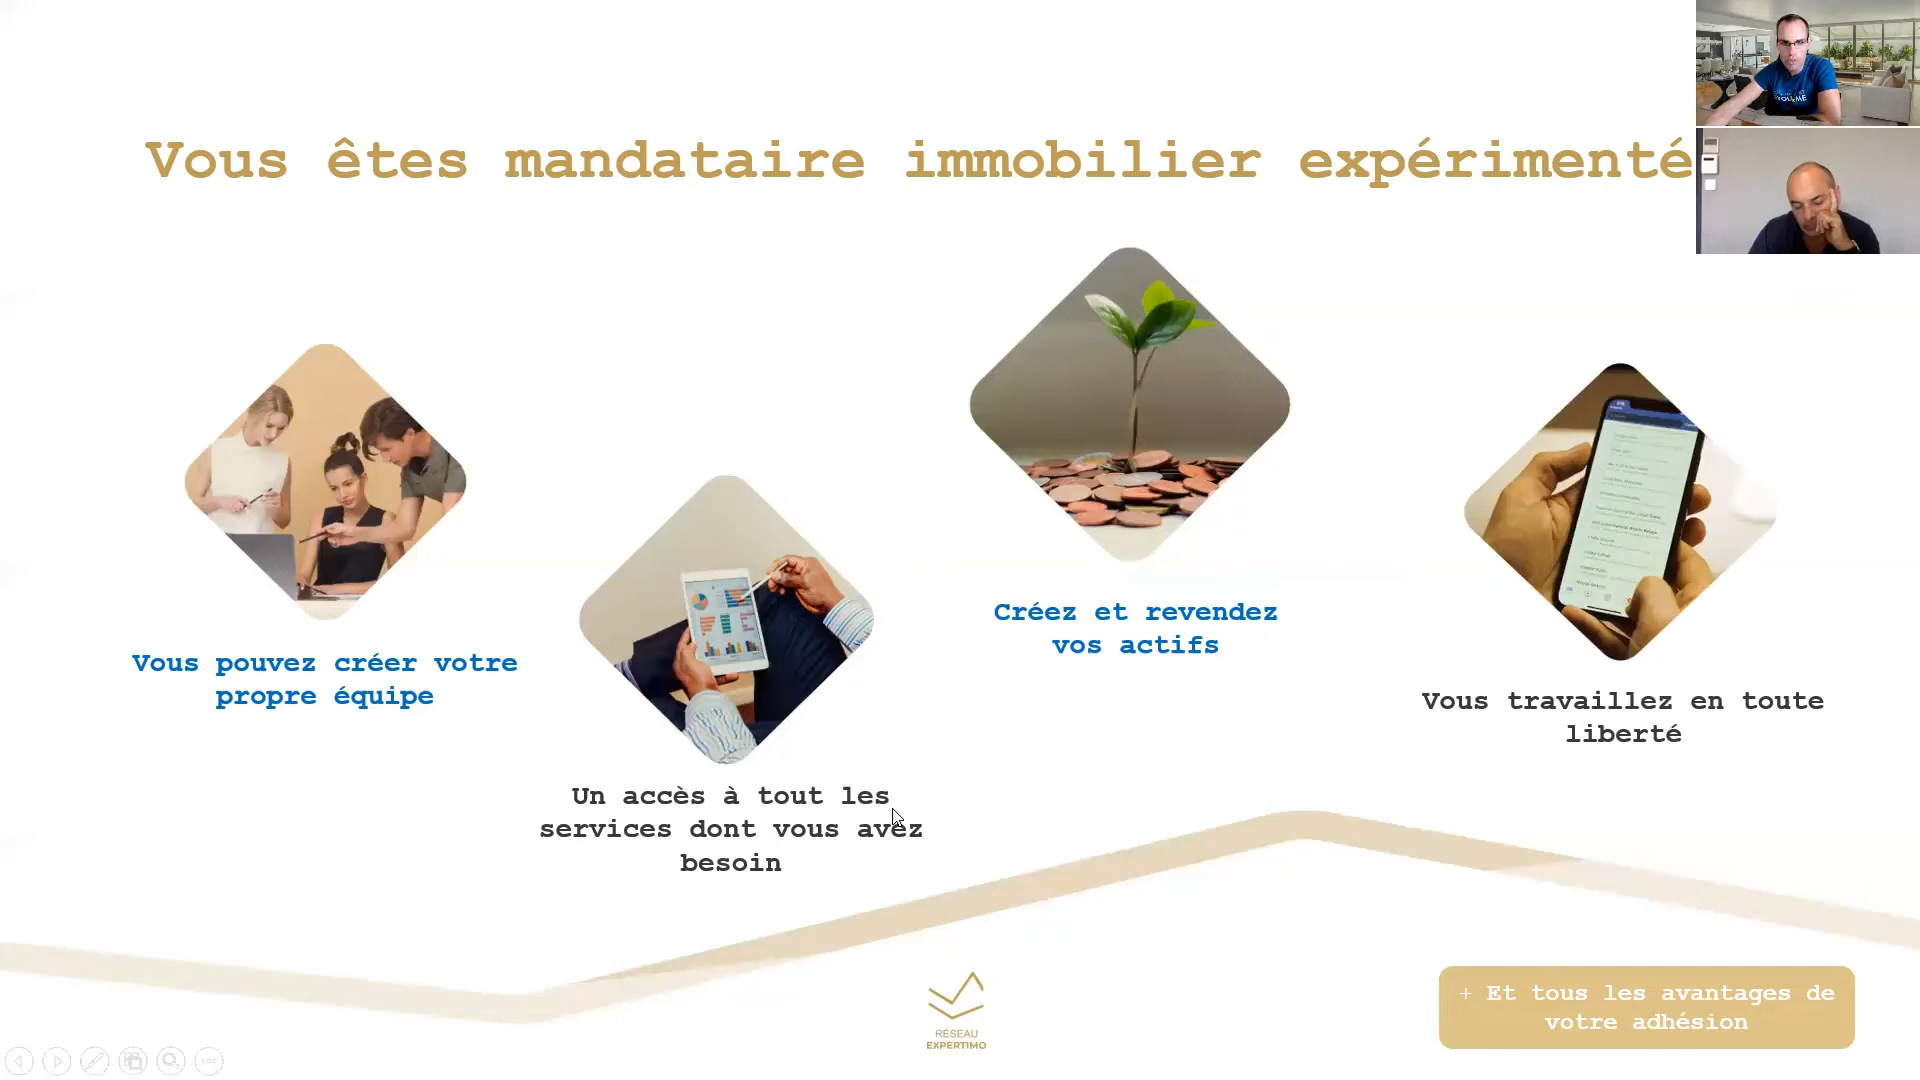 Vous êtes mandataire immobilier expérimenté
Vous pouvez créer votre
propre équipe
Un accès à tout les
services dont vous avez
besoin
Créez et revendez
vos actifs
Vous travaillez en toute
liberté
RÉSEAU
EXPERTIMO
+ Et tous les avantages de
votre adhésion